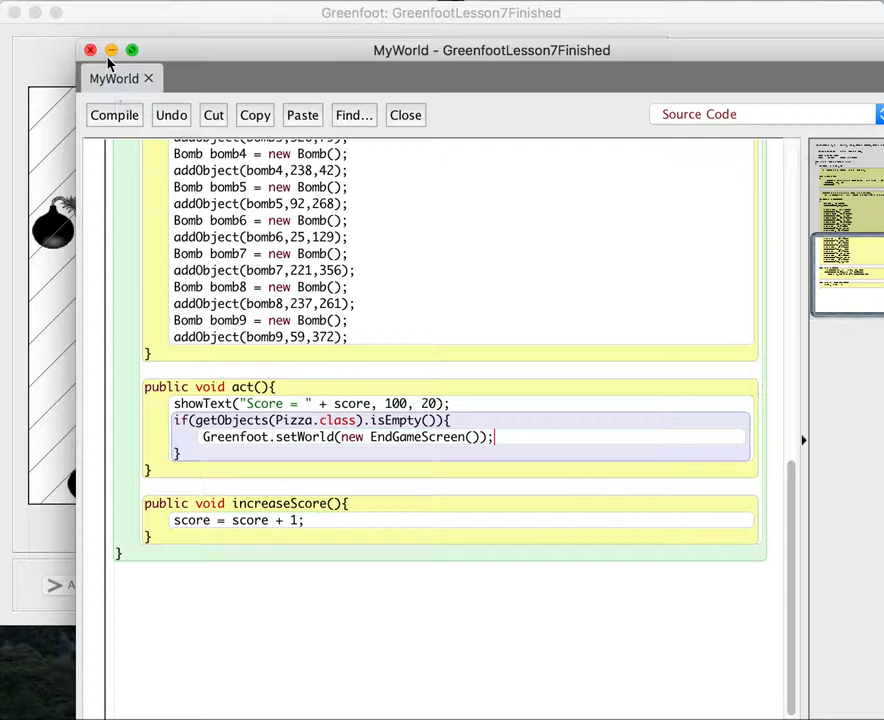 Greenfoot: GreenfootLesson7Finished
MyWorld - GreenfootLesson7Finished
MyWorld ×
Compile Undo Cut Copy Paste Find... Close Source Code
Bomb bomb4 = new Bomb();
addObject(bomb4,238,42);
Bomb bomb5 = new Bomb();
addObject(bomb5,92,268);
Bomb bomb6 = new Bomb();
addObject(bomb6,25,129);
Bomb bomb7 = new Bomb();
addObject(bomb7,221,356);
Bomb bomb8 = new Bomb();
addObject(bomb8,237,261);
Bomb bomb9 = new Bomb();
addObject(bomb9,59,372);
}
public void act(){
showText("Score = " + score, 100, 20);
if(getObjects(Pizza.class).isEmpty()){
Greenfoot.setWorld(new EndGameScreen());
}
}
public void increaseScore(){
score = score + 1;
}
}
> A